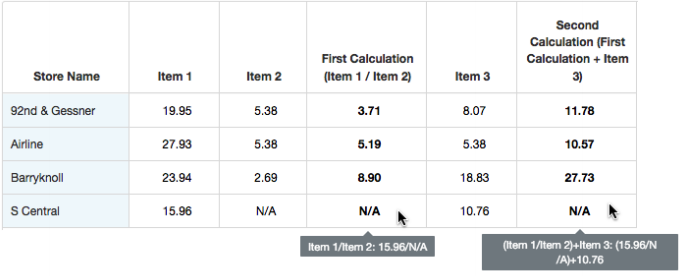 Store Name Item 1 Item 2 First Calculation (Item 1 / Item 2) Item 3 Second Calculation (First Calculation + Item 3)
92nd & Gessner 19.95 5.38 3.71 8.07 11.78
Airline 27.93 5.38 5.19 5.38 10.57
Barryknoll 23.94 2.69 8.90 18.83 27.73
S Central 15.96 N/A N/A 10.76 N/A
Item 1/Item 2: 15.96/N/A
(Item 1/Item 2)+Item 3: (15.96/N
/A)+10.76